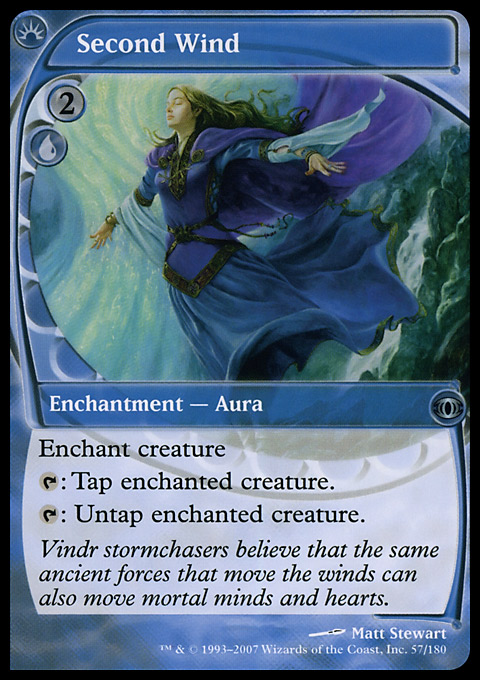 Second Wind
2
Enchantment — Aura
Enchant creature
: Tap enchanted creature.
: Untap enchanted creature.
Vindr stormchasers believe that the same
ancient forces that move the winds can
also move mortal minds and hearts.
Matt Stewart
™ & © 1993–2007 Wizards of the Coast, Inc. 57/180